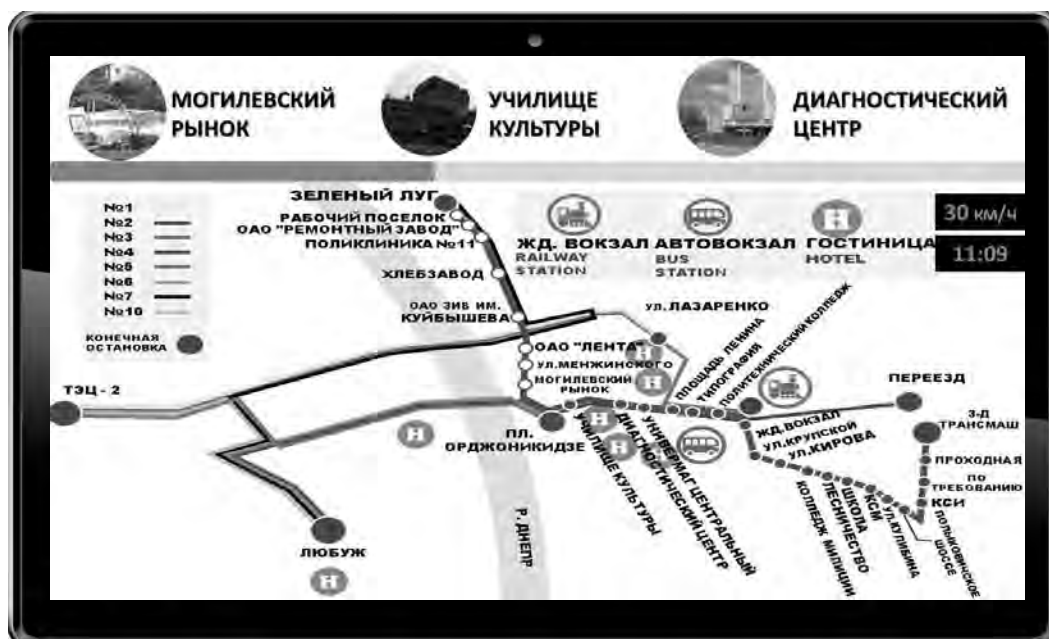 МОГИЛЕВСКИЙ
РЫНОК
УЧИЛИЩЕ
КУЛЬТУРЫ
ДИАГНОСТИЧЕСКИЙ
ЦЕНТР
№1
№2
№3
№4
№5
№6
№7
№10
КОНЕЧНАЯ
ОСТАНОВКА
ЗЕЛЕНЫЙ ЛУГ
РАБОЧИЙ ПОСЕЛОК
ОАО "РЕМОНТНЫЙ ЗАВОД"
ПОЛИКЛИНИКА №11
ХЛЕБЗАВОД
ОАО ЗИВ ИМ.
КУЙБЫШЕВА
ОАО "ЛЕНТА"
УЛ.МЕНЖИНСКОГО
МОГИЛЕВСКИЙ
РЫНОК
H
ЖД. ВОКЗАЛ
RAILWAY
STATION
АВТОВОКЗАЛ
BUS
STATION
ГОСТИНИЦА
HOTEL
30 км/ч
11:09
ул. ЛАЗАРЕНКО
ПЛОЩАДЬ ЛЕНИНА
ТИПОГРАФИЯ
ПОЛИТЕХНИЧЕСКИЙ КОЛЛЕДЖ
H
H
ТЭЦ - 2
ПЕРЕЕЗД
H
ПЛ.
ОРДЖОНИКИДЗЕ
H
H
H
УЧИЛИЩЕ КУЛЬТУРЫ
ДИАГНОСТИЧЕСКИЙ ЦЕНТР
УНИВЕРМАГ ЦЕНТРАЛЬНЫЙ
ЖД.ВОКЗАЛ
УЛ.КРУПСКОЙ
УЛ.КИРОВА
З-Д
ТРАНСМАШ
ПРОХОДНАЯ
ПО
ТРЕБОВАНИЮ
КСИ
КОЛЛЕДЖ МИЛИЦИИ
ЛЕСНИЧЕСТВО
ШКОЛА
КСМ
УЛ.КУЛИБИНА
ПОЛЫКОВИЧСКОЕ
ШОССЕ
Р. ДНЕПР
ЛЮБУЖ
H